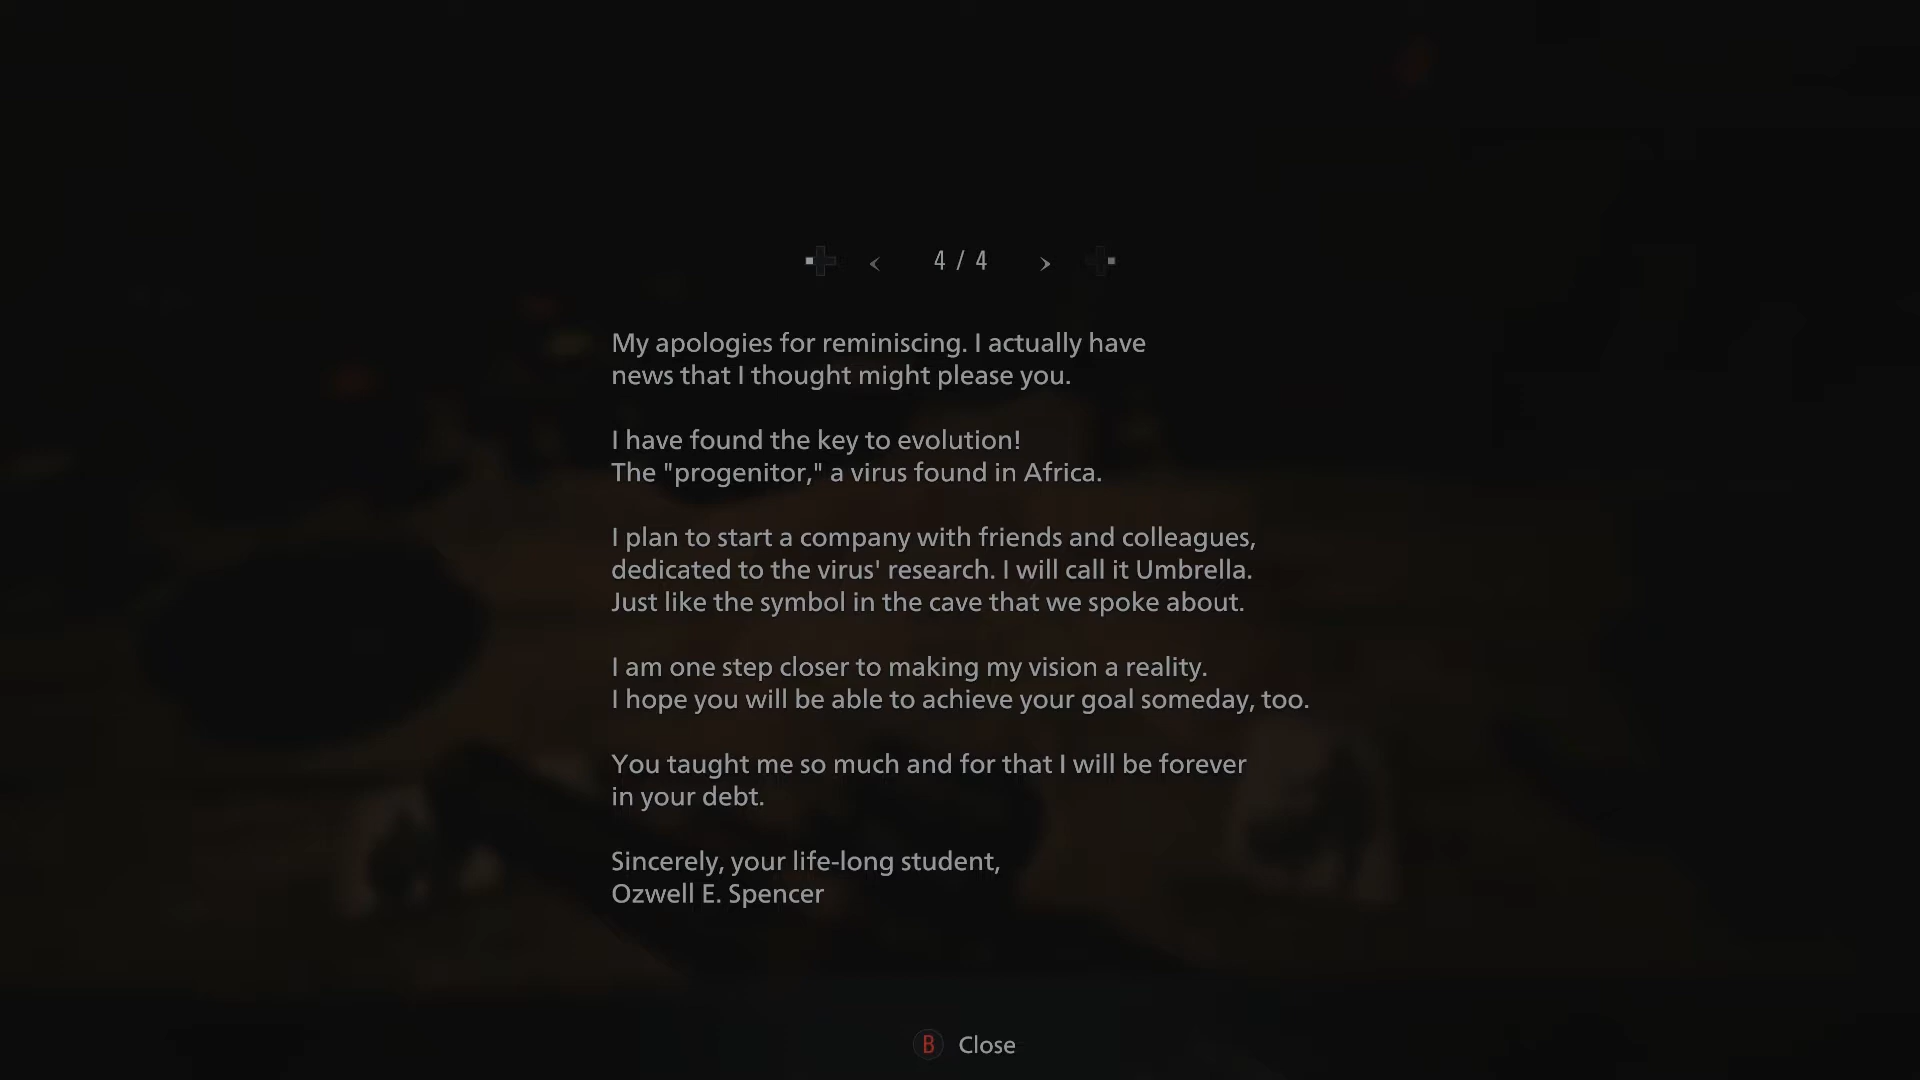 4 / 4
My apologies for reminiscing. I actually have
news that I thought might please you.
I have found the key to evolution!
The "progenitor," a virus found in Africa.
I plan to start a company with friends and colleagues,
dedicated to the virus' research. I will call it Umbrella.
Just like the symbol in the cave that we spoke about.
I am one step closer to making my vision a reality.
I hope you will be able to achieve your goal someday, too.
You taught me so much and for that I will be forever
in your debt.
Sincerely, your life-long student,
Ozwell E. Spencer
B Close